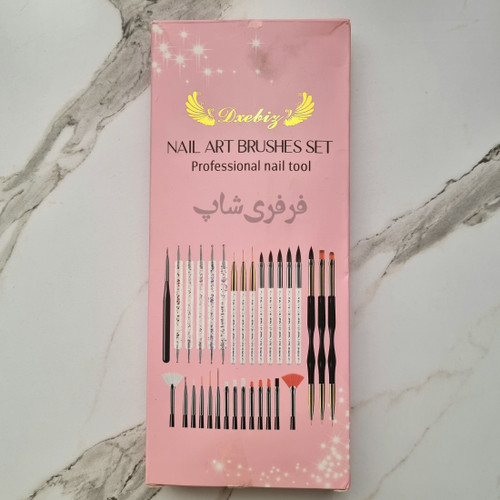 Dxebiz
NAIL ART BRUSHES SET
Professional nail tool
فرفری شاپ